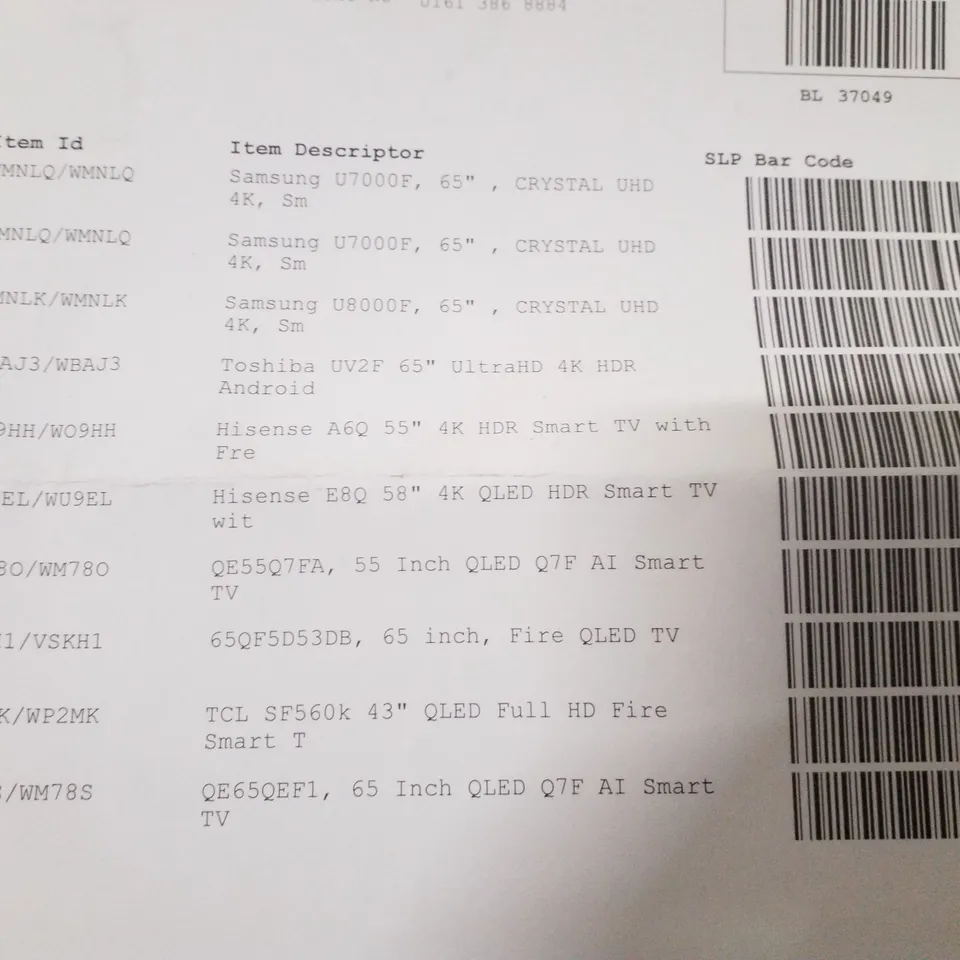 0161 386 8884
BL 37049
Item Id Item Descriptor SLP Bar Code
WMNLQ/WMNLQ Samsung U7000F, 65" , CRYSTAL UHD
4K, Sm
MNLQ/WMNLQ Samsung U7000F, 65" , CRYSTAL UHD
4K, Sm
MNLK/WMNLK Samsung U8000F, 65" , CRYSTAL UHD
4K, Sm
AJ3/WBAJ3 Toshiba UV2F 65" UltraHD 4K HDR
Android
9HH/WO9HH Hisense A6Q 55" 4K HDR Smart TV with
Fre
EL/WU9EL Hisense E8Q 58" 4K QLED HDR Smart TV
wit
8O/WM78O QE55Q7FA, 55 Inch QLED Q7F AI Smart
TV
1/VSKH1 65QF5D53DB, 65 inch, Fire QLED TV
K/WP2MK TCL SF560k 43" QLED Full HD Fire
Smart T
/WM78S QE65QEF1, 65 Inch QLED Q7F AI Smart
TV